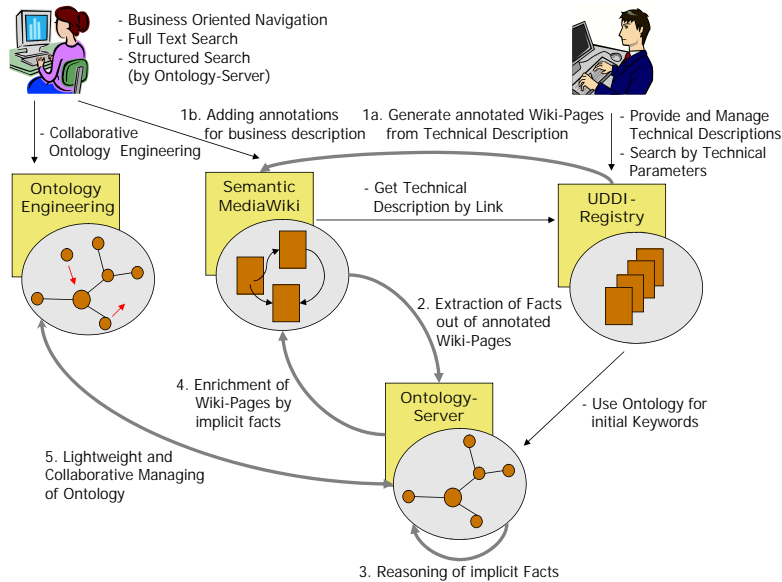 - Business Oriented Navigation
- Full Text Search
- Structured Search
(by Ontology-Server)
1b. Adding annotations
for business description
1a. Generate annotated Wiki-Pages
from Technical Description
- Provide and Manage
Technical Descriptions
- Search by Technical
Parameters
- Collaborative
Ontology Engineering
Ontology
Engineering
Semantic
MediaWiki
- Get Technical
Description by Link
UDDI-
Registry
2. Extraction of Facts
out of annotated
Wiki-Pages
4. Enrichment of
Wiki-Pages by
implicit facts
Ontology-
Server
- Use Ontology for
initial Keywords
5. Lightweight and
Collaborative Managing
of Ontology
3. Reasoning of implicit Facts